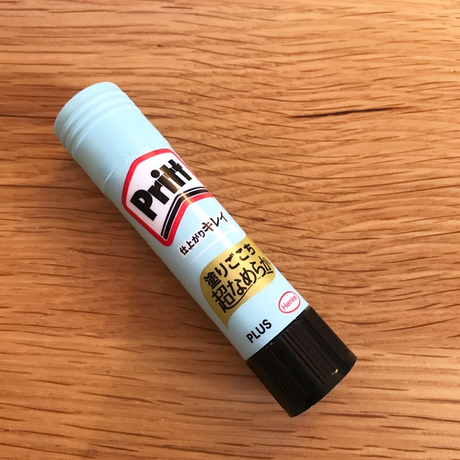 Pritt
仕上がりキレイ
塗りごこち
超なめらか
PLUS
Henkel